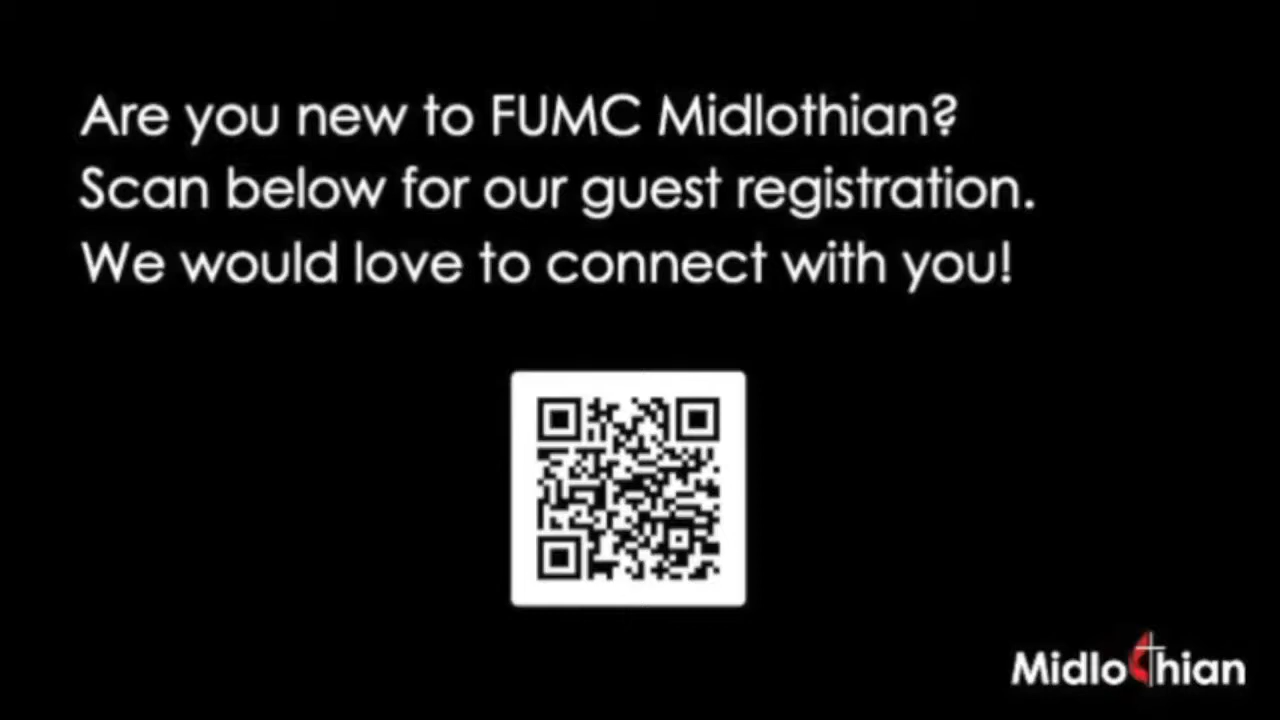 Are you new to FUMC Midlothian?
Scan below for our guest registration.
We would love to connect with you!
Midlothian